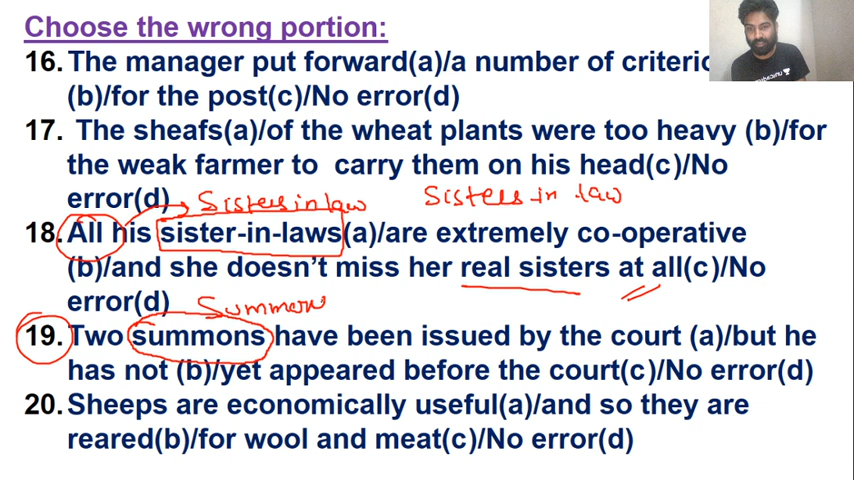 Choose the wrong portion:
16. The manager put forward(a)/a number of
(b)/for the post(c)/No error(d)
17. The sheafs(a)/of the wheat plants were too heavy (b)/for
the weak farmer to carry them on his head(c)/No
error(d) Sisters in law Sisters in law
18. All his sister-in-laws(a)/are extremely co-operative
(b)/and she doesn't miss her real sisters at all(c)/No
error(d)
19. Two summons have been issued by the court (a)/but he
has not (b)/yet appeared before the court(c)/No error(d)
20. Sheeps are economically useful(a)/and so they are
reared(b)/for wool and meat(c)/No error(d)